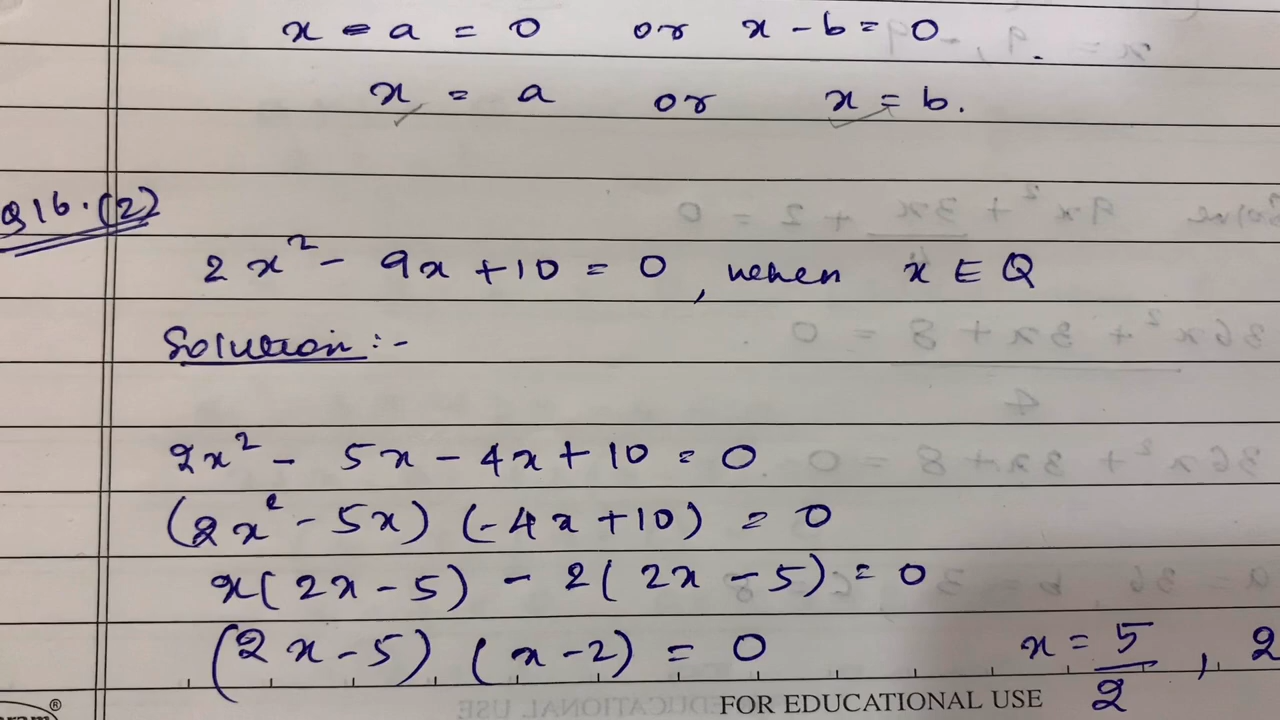 x = a = 0 or x - b = 0
x = a or x = b.
Q16.(2)
2x² - 9x + 10 = 0, when x ∈ Q
Solution :-
2x² - 5x - 4x + 10 = 0
(2x² - 5x) (-4x + 10) = 0
x(2x - 5) - 2(2x - 5) = 0
(2x - 5) (x - 2) = 0 x = 5/2, 2
FOR EDUCATIONAL USE